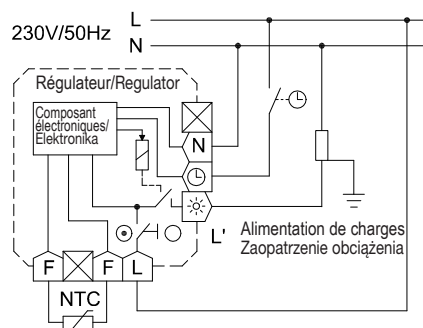 L
230V/50Hz
N
Régulateur/Regulator
Composant
électroniques/
Elektronika
N
L'
Alimentation de charges
Zaopatrzenie obciążenia
F
F
L
NTC